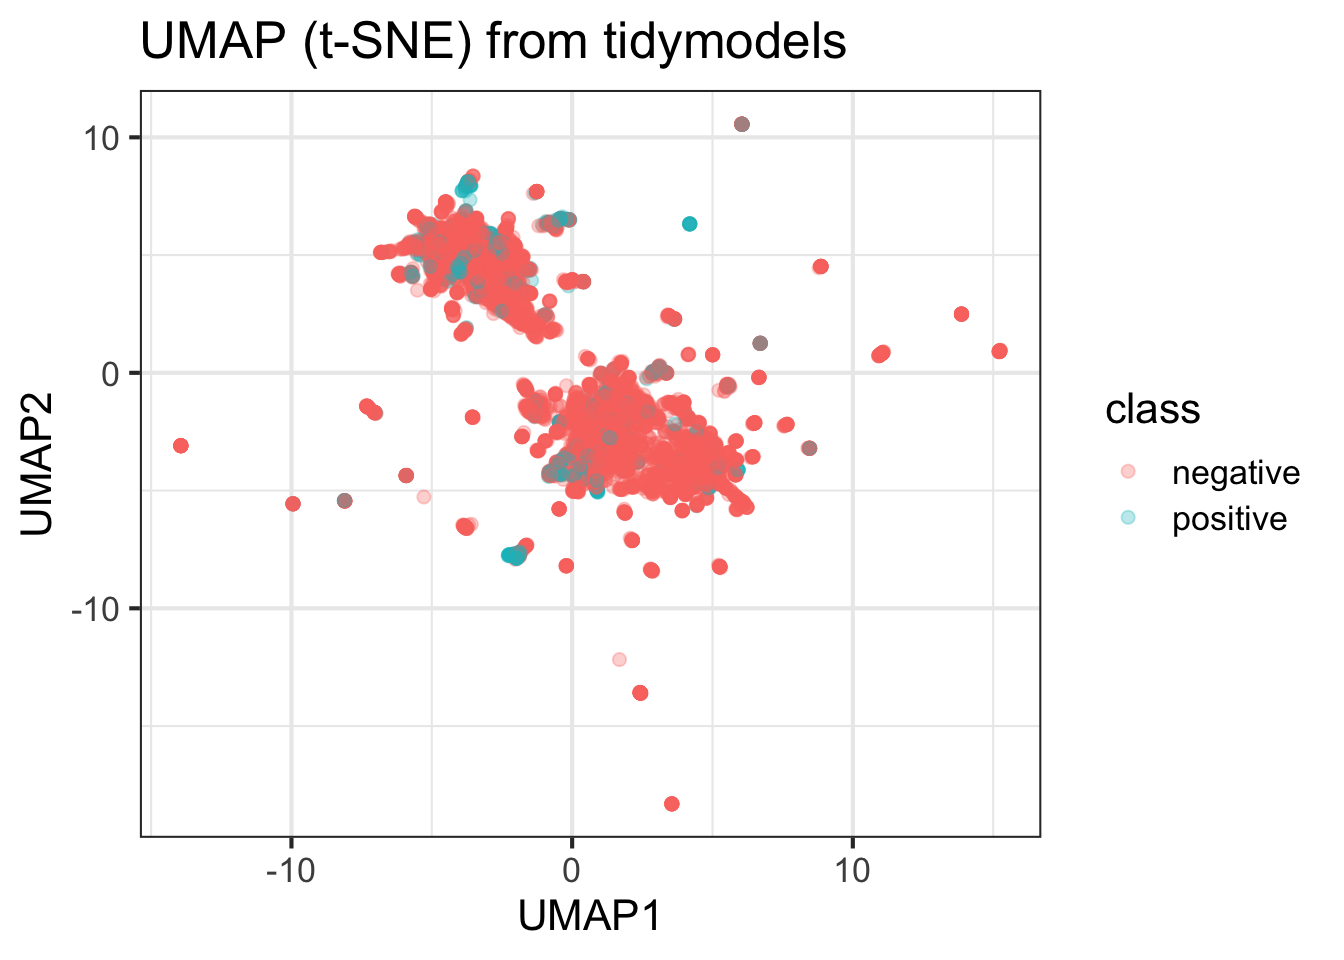 UMAP (t-SNE) from tidymodels
10
0
-10
UMAP2
-10
0
10
UMAP1
class
negative
positive